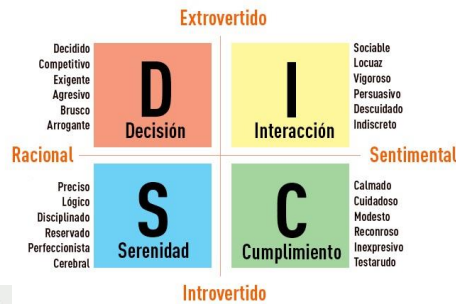 Extrovertido
Decidido
Competitivo
Exigente
Agresivo
Brusco
Arrogante
D
Decisión
I
Interacción
Sociable
Locuaz
Vigoroso
Persuasivo
Descuidado
Indiscreto
Racional
Sentimental
Preciso
Lógico
Disciplinado
Reservado
Perfeccionista
Cerebral
S
Serenidad
C
Cumplimiento
Calmado
Cuidadoso
Modesto
Reconroso
Inexpresivo
Testarudo
Introvertido